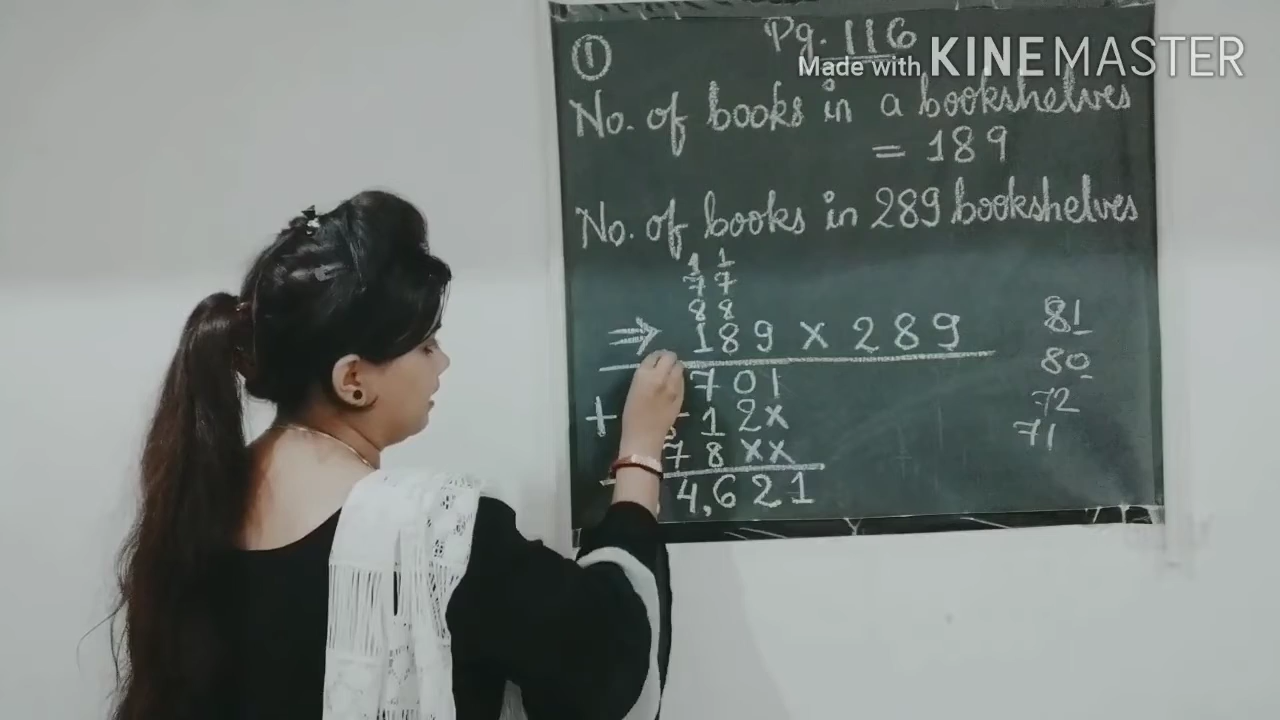 ① Pg. 116
Made with KINEMASTER
No. of books in a bookshelves
= 189
No. of books in 289 bookshelves
1 1
7 7
8 8
⇒ 189 x 289
701
+ 12x
78xx
4,621
81
80
72
71